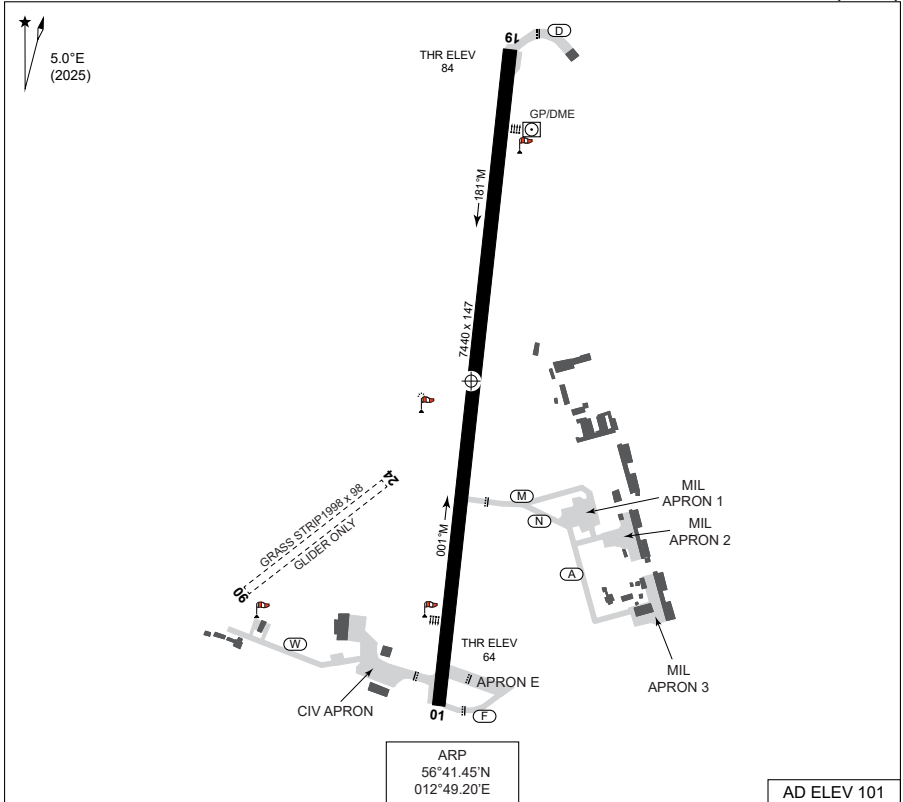 5.0°E
(2025)
THR ELEV
84
19
D
GP/DME
181°M
7440 x 147
001°M
24
GRASS STRIP1998 x 98
GLIDER ONLY
06
M
N
A
MIL
APRON 1
MIL
APRON 2
MIL
APRON 3
W
CIV APRON
THR ELEV
64
APRON E
01
F
ARP
56°41.45'N
012°49.20'E
AD ELEV 101